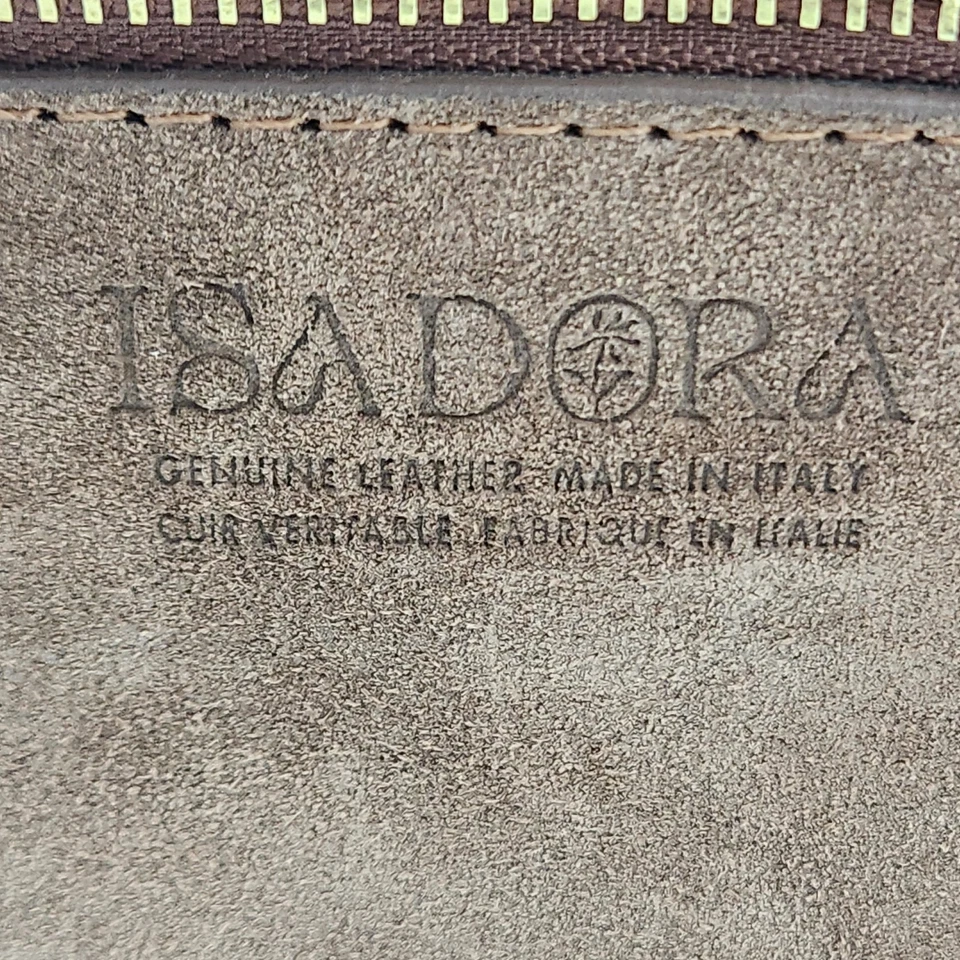 ISADORA
GENUINE LEATHER MADE IN ITALY
CUIR VERITABLE FABRIQUE EN ITALIE